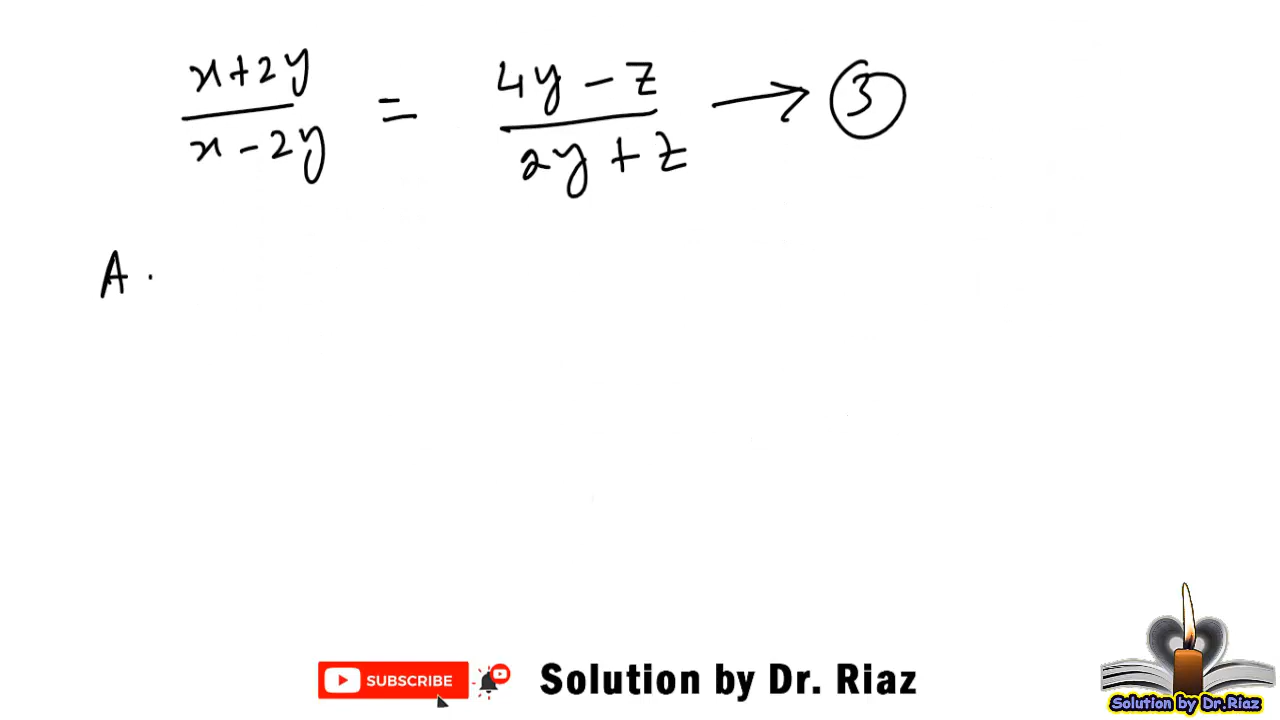 x+2y / x-2y = 4y-z / 2y+z → ③
A.
SUBSCRIBE
Solution by Dr. Riaz
Solution by Dr.Riaz